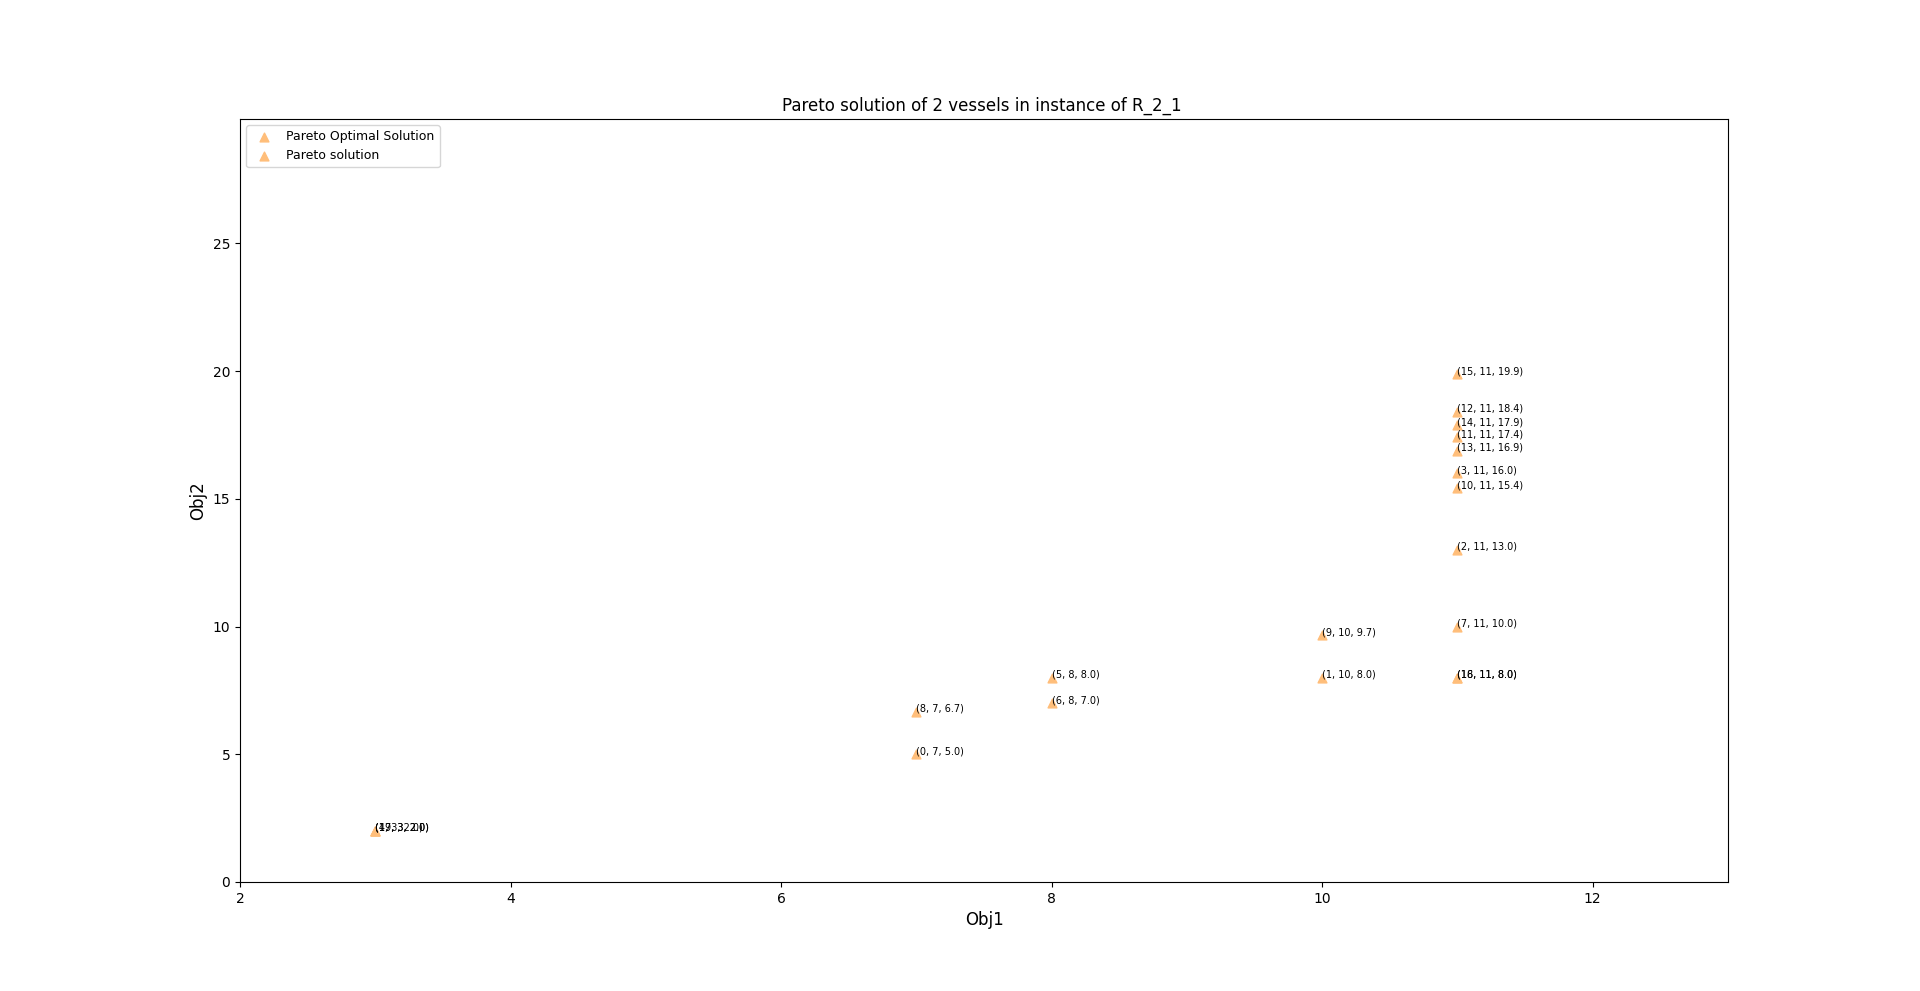 Pareto solution of 2 vessels in instance of R_2_1
Pareto Optimal Solution
Pareto solution
25
20
15
10
5
0
Obj2
(15, 11, 19.9)
(12, 11, 18.4)
(14, 11, 17.9)
(11, 11, 17.4)
(13, 11, 16.9)
(3, 11, 16.0)
(10, 11, 15.4)
(2, 11, 13.0)
(7, 11, 10.0)
(9, 10, 9.7)
(5, 8, 8.0)
(1, 10, 8.0)
(6, 8, 7.0)
(8, 7, 6.7)
(0, 7, 5.0)
2
4
6
8
10
12
Obj1